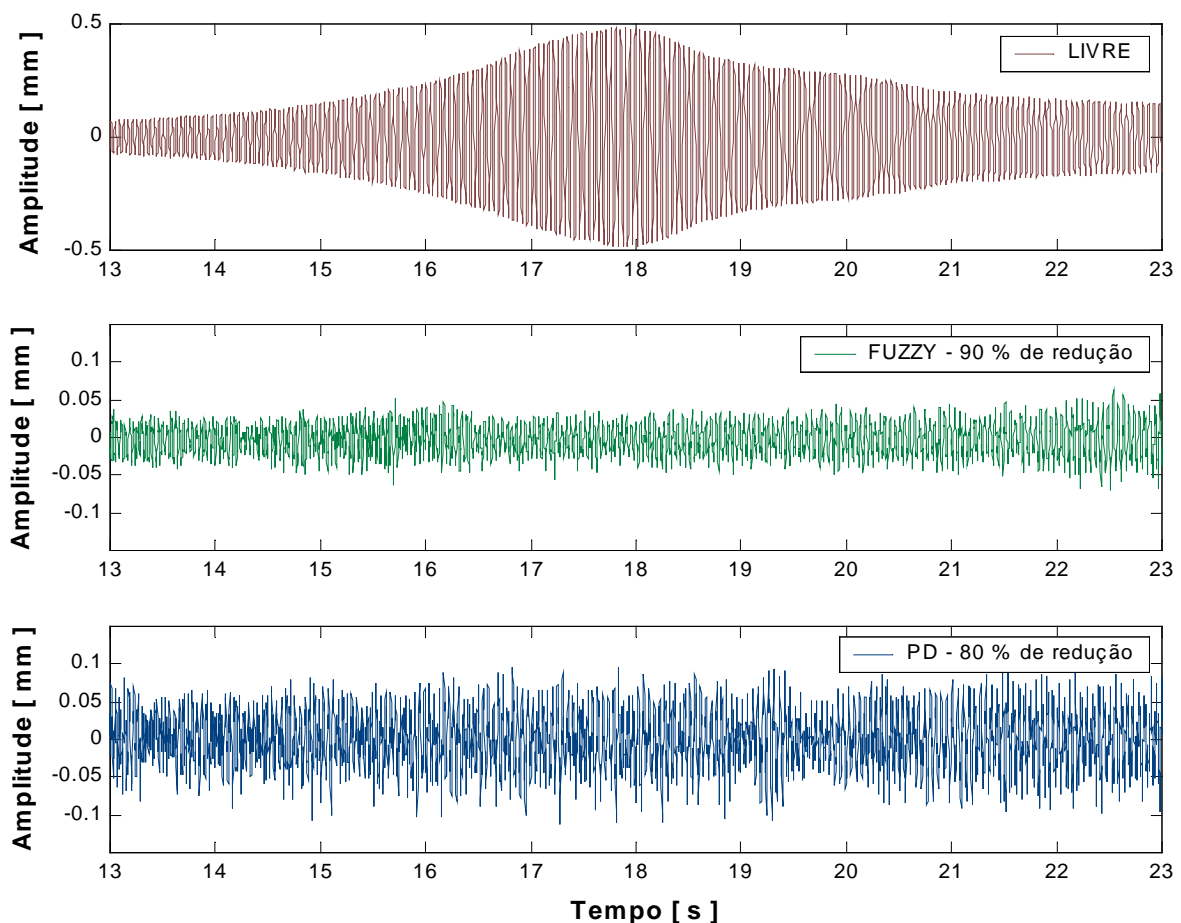 Amplitude [ mm ]
0.5
0
-0.5
LIVRE
13 14 15 16 17 18 19 20 21 22 23
Amplitude [ mm ]
0.1
0.05
0
-0.05
-0.1
FUZZY - 90 % de redução
13 14 15 16 17 18 19 20 21 22 23
Amplitude [ mm ]
0.1
0.05
0
-0.05
-0.1
PD - 80 % de redução
13 14 15 16 17 18 19 20 21 22 23
Tempo [ s ]